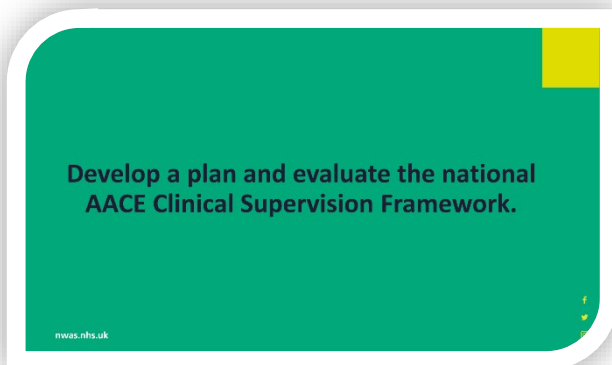 Develop a plan and evaluate the national
AACE Clinical Supervision Framework.
nwas.nhs.uk